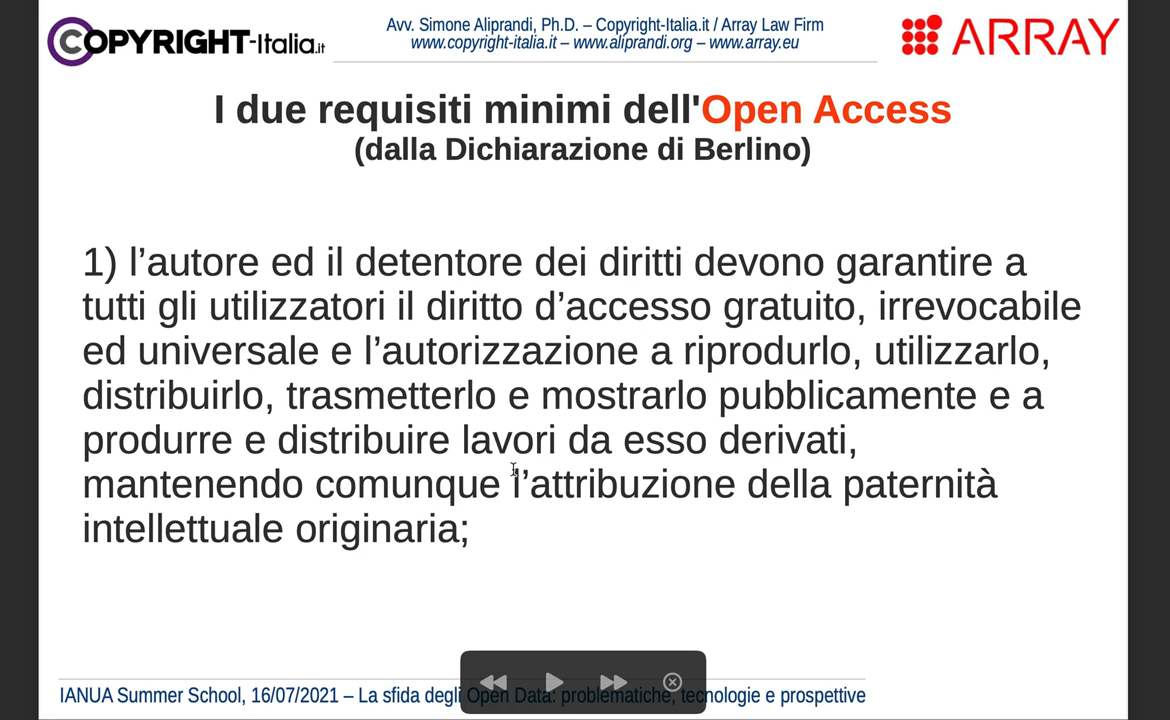 COPYRIGHT-Italia.it
Avv. Simone Aliprandi, Ph.D. – Copyright-Italia.it / Array Law Firm
www.copyright-italia.it – www.aliprandi.org – www.array.eu
ARRAY
I due requisiti minimi dell'Open Access
(dalla Dichiarazione di Berlino)
1) l’autore ed il detentore dei diritti devono garantire a
tutti gli utilizzatori il diritto d’accesso gratuito, irrevocabile
ed universale e l’autorizzazione a riprodurlo, utilizzarlo,
distribuirlo, trasmetterlo e mostrarlo pubblicamente e a
produrre e distribuire lavori da esso derivati,
mantenendo comunque l’attribuzione della paternità
intellettuale originaria;
IANUA Summer School, 16/07/2021 – La sfida degli Open Data: problematiche, tecnologie e prospettive